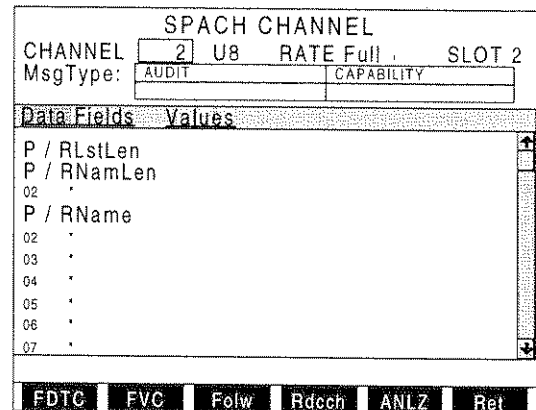 SPACH CHANNEL
CHANNEL 2 U8 RATE Full SLOT 2
MsgType: AUDIT CAPABILITY
Data Fields Values
P / RLstLen
P / RNamLen
02 "
P / RName
02 "
03 "
04 "
05 "
06 "
07 "
FDTC FVC Folw Rdcch ANLZ Ret